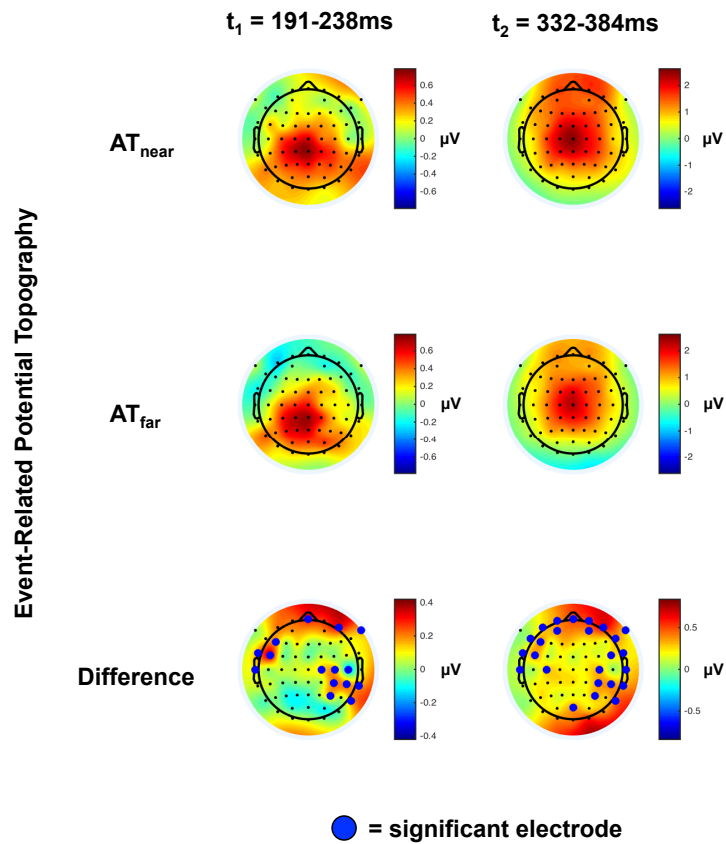 t1 = 191-238ms
t2 = 332-384ms
Event-Related Potential Topography
ATnear
0.6
0.4
0.2
0
-0.2
-0.4
-0.6
μV
2
1
0
-1
-2
μV
ATfar
0.6
0.4
0.2
0
-0.2
-0.4
-0.6
μV
2
1
0
-1
-2
μV
Difference
0.4
0.2
0
-0.2
-0.4
μV
0.5
0
-0.5
μV
= significant electrode